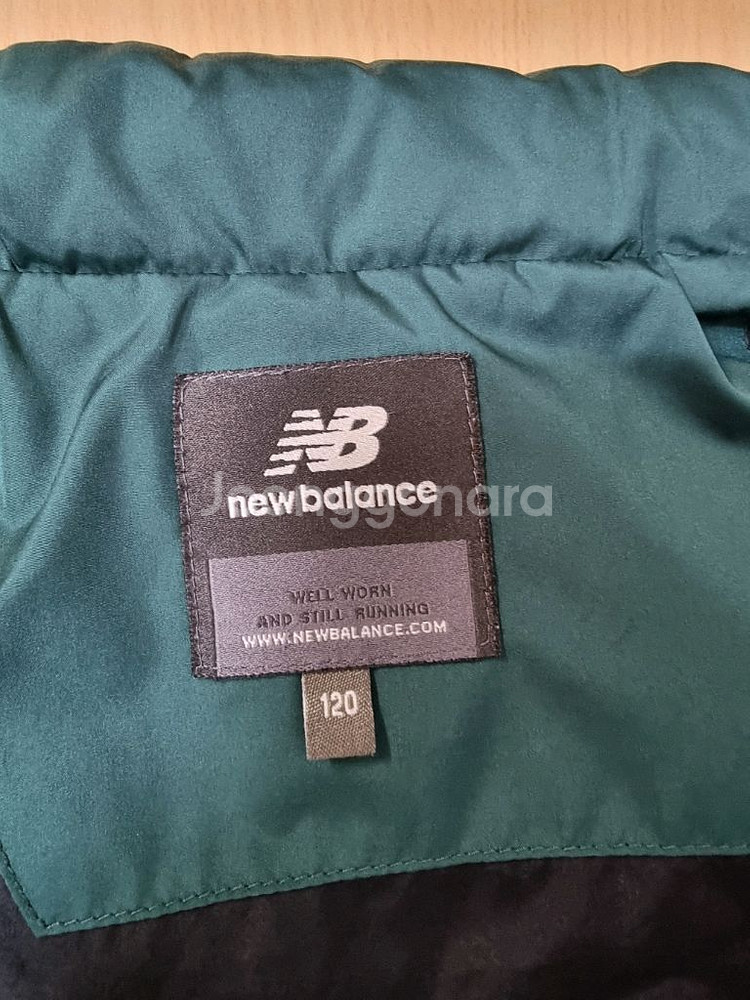 NB
new balance
Joonggonara
WELL WORN
AND STILL RUNNING
WWW.NEWBALANCE.COM
120